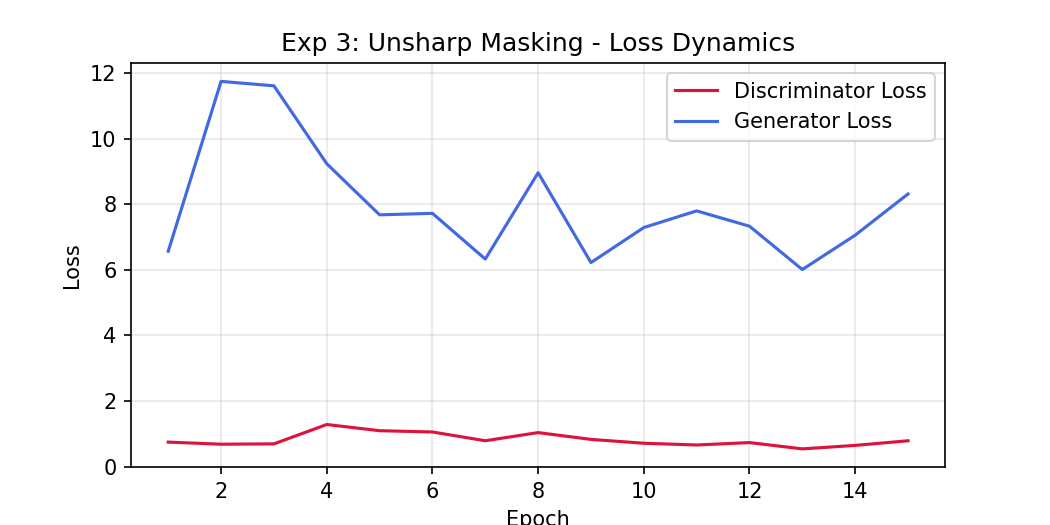 Exp 3: Unsharp Masking - Loss Dynamics
Discriminator Loss
Generator Loss
Loss
12
10
8
6
4
2
0
2 4 6 8 10 12 14
Epoch